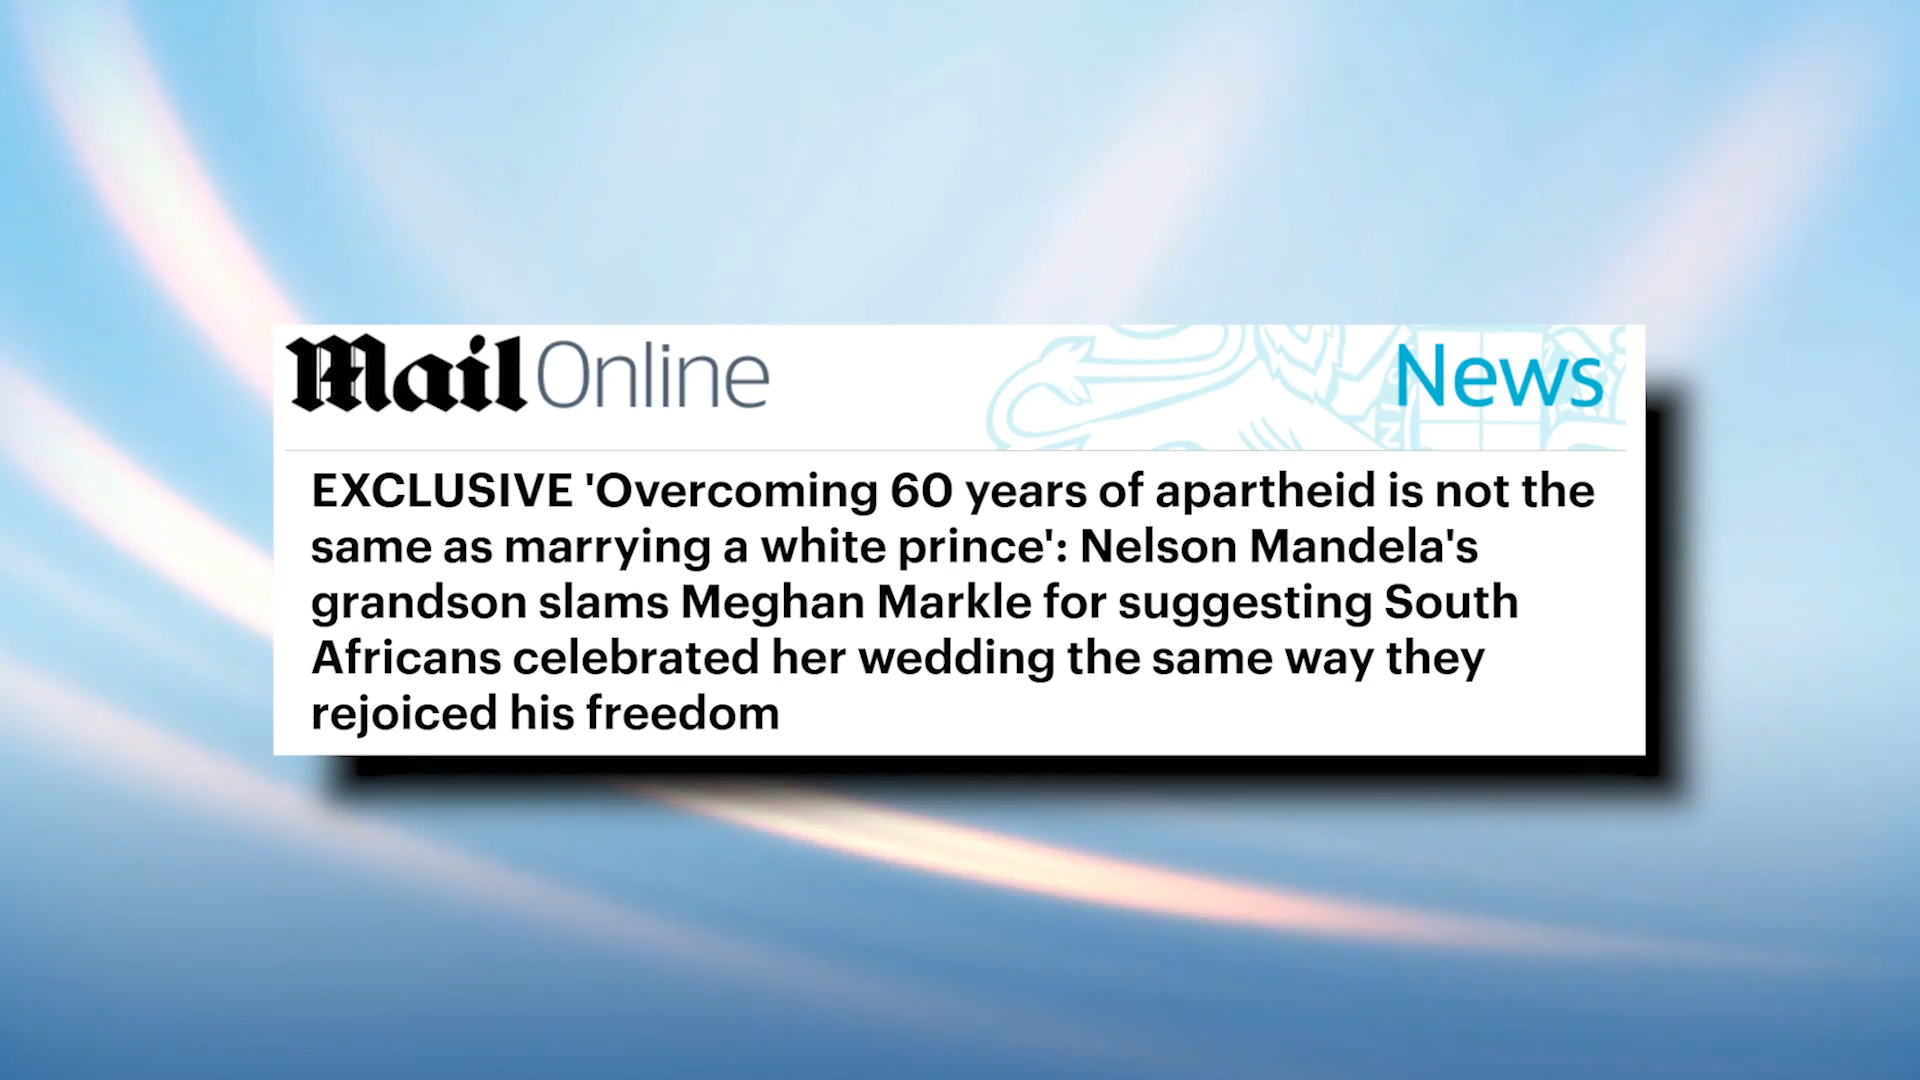 Mail Online
News
EXCLUSIVE 'Overcoming 60 years of apartheid is not the
same as marrying a white prince': Nelson Mandela's
grandson slams Meghan Markle for suggesting South
Africans celebrated her wedding the same way they
rejoiced his freedom